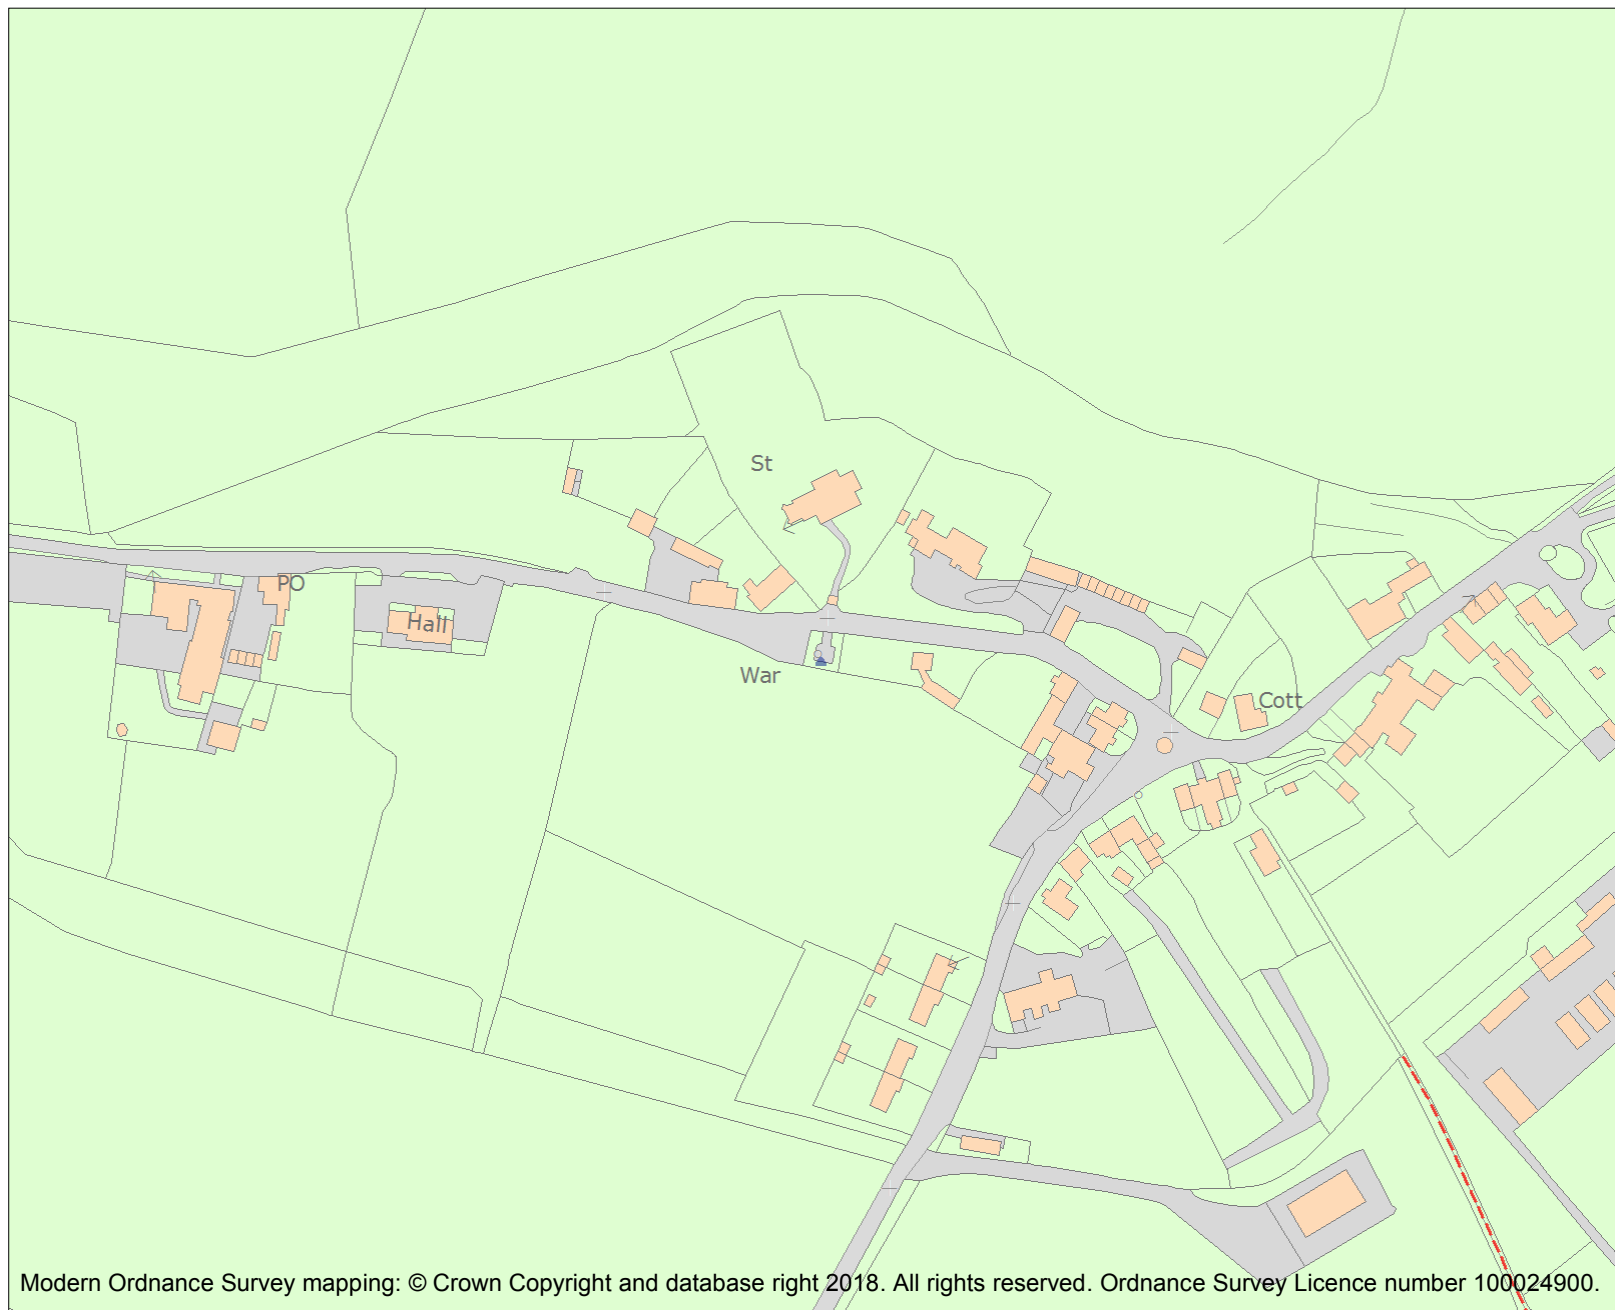 St
PO
Hall
War
Cott
Modern Ordnance Survey mapping: © Crown Copyright and database right 2018. All rights reserved. Ordnance Survey Licence number 100024900.